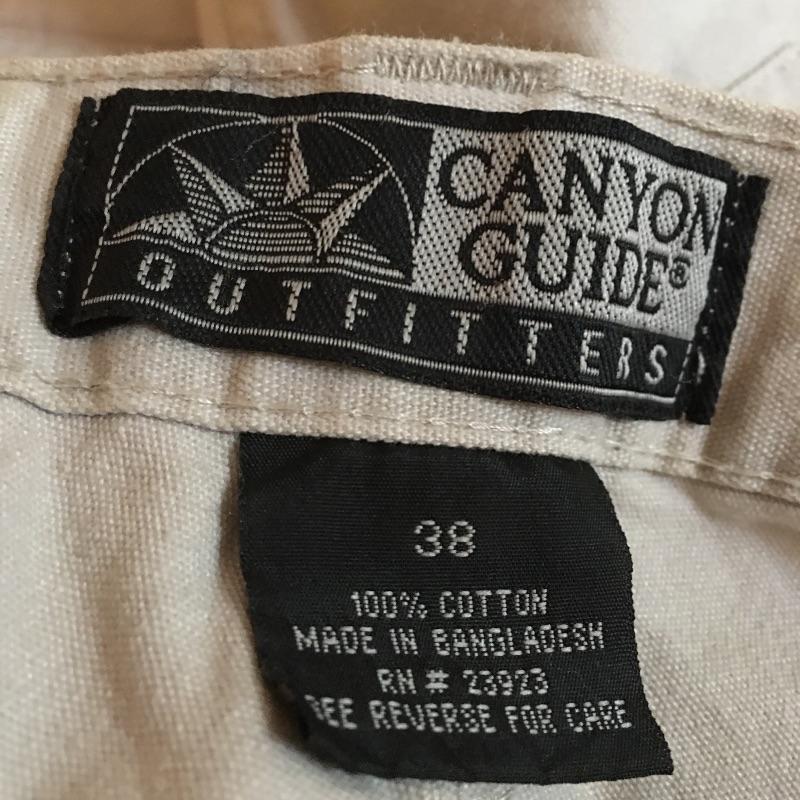 CANYON
GUIDE®
OUTFITTERS
38
100% COTTON
MADE IN BANGLADESH
RN # 23923
SEE REVERSE FOR CARE